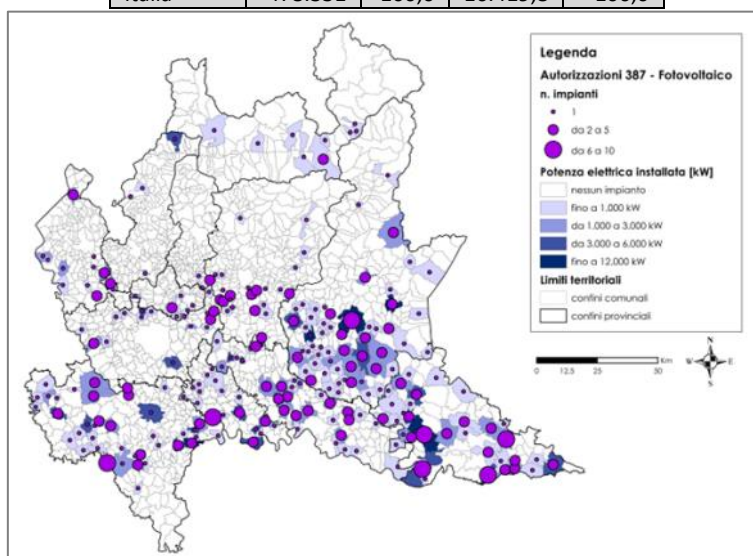 Legenda
Autorizzazioni 387 - Fotovoltaico
n. impianti
1
da 2 a 5
da 6 a 10
Potenza elettrica installata [kW]
nessun impianto
fino a 1.000 kW
da 1.000 a 3.000 kW
da 3.000 a 6.000 kW
fino a 12.000 kW
Limiti territoriali
confini comunali
confini provinciali
N
W
E
S
Km
0 12,5 25 50